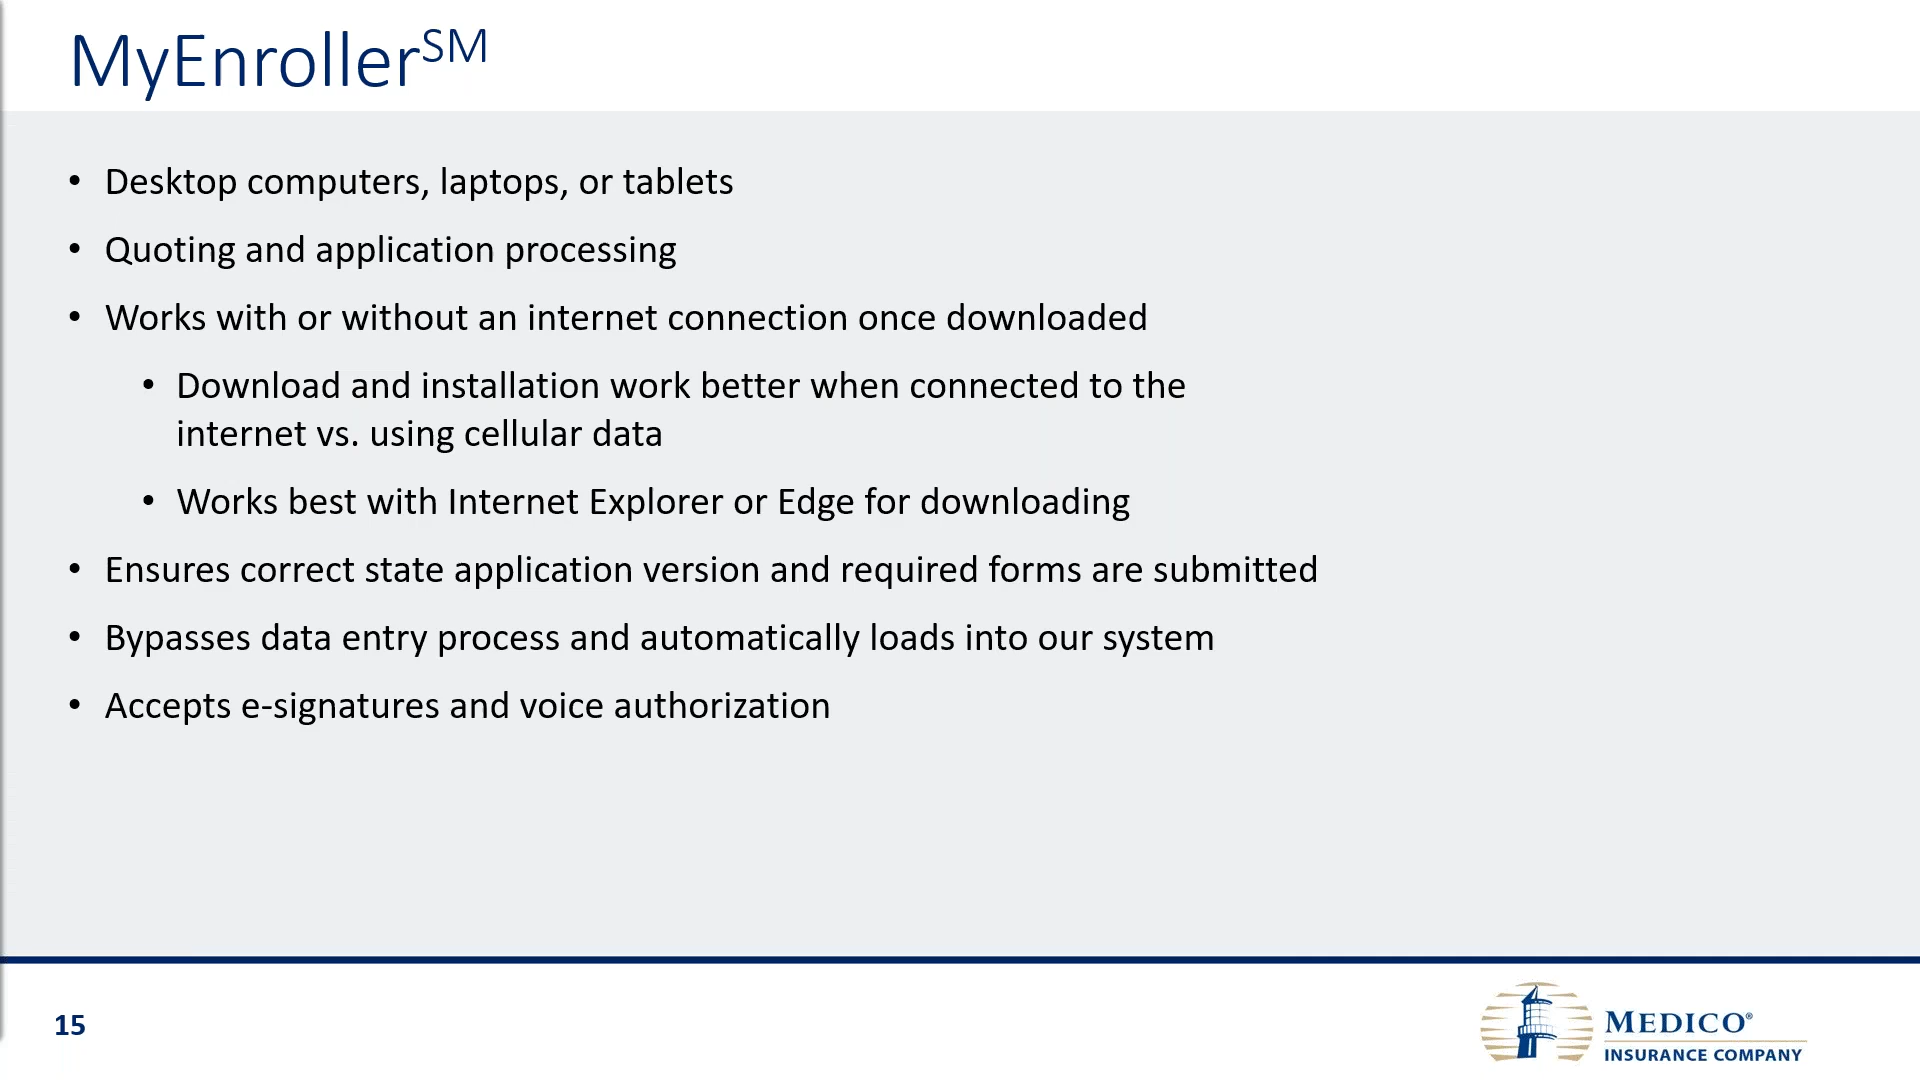 MyEnrollerSM
• Desktop computers, laptops, or tablets
• Quoting and application processing
• Works with or without an internet connection once downloaded
• Download and installation work better when connected to the
internet vs. using cellular data
• Works best with Internet Explorer or Edge for downloading
• Ensures correct state application version and required forms are submitted
• Bypasses data entry process and automatically loads into our system
• Accepts e-signatures and voice authorization
15
MEDICO®
INSURANCE COMPANY